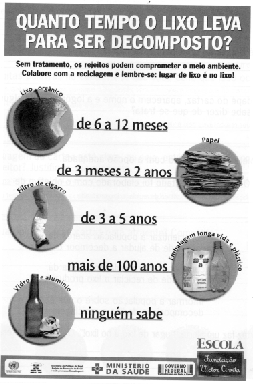 QUANTO TEMPO O LIXO LEVA
PARA SER DECOMPOSTO?
Sem tratamento, os rejeitos podem comprometer o meio ambiente.
Colabore com a reciclagem e lembre-se: lugar de lixo é no lixo!
Lixo orgânico
de 6 a 12 meses
Papel
de 3 meses a 2 anos
Filtro de cigarro
de 3 a 5 anos
Embalagem longa vida e plástico
mais de 100 anos
Vidro e alumínio
ninguém sabe
ESCOLA
Fundação
Victor Civita
MINISTÉRIO
DA SAÚDE
GOVERNO
FEDERAL